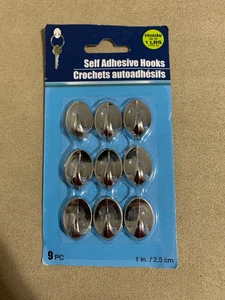 Holds
1 LBS
Self Adhesive Hooks
Crochets autoadhésifs
9 PC
1 in. / 2.5 cm